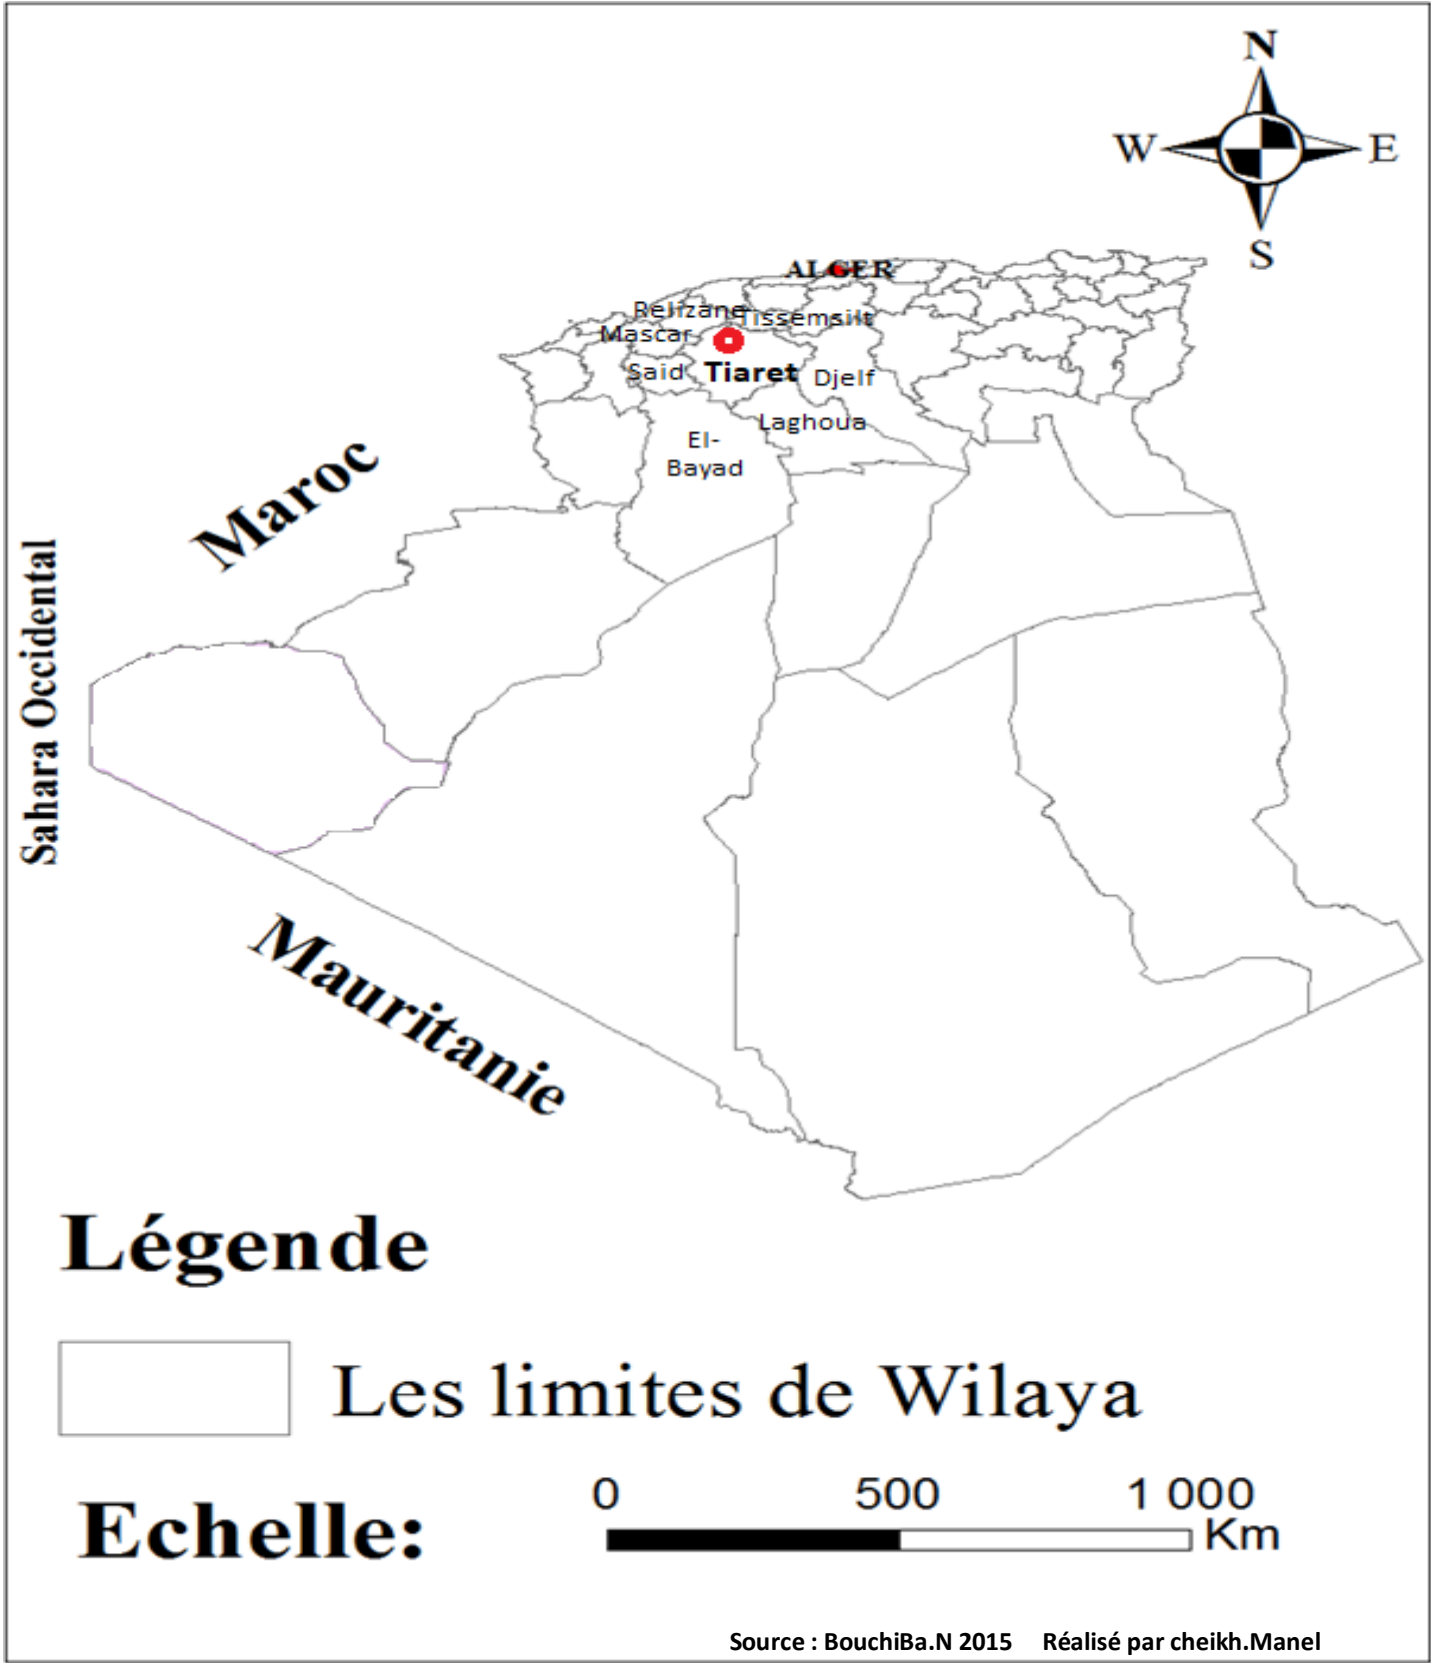 N
W E
S
ALGER
Relizane
Tissemsilt
Mascar
Said
Tiaret
Djelf
Laghoua
El-
Bayad
Maroc
Sahara Occidental
Mauritanie
Légende
Les limites de Wilaya
0 500 1 000
Echelle:
Km
Source : BouchiBa.N 2015 Réalisé par cheikh.Manel